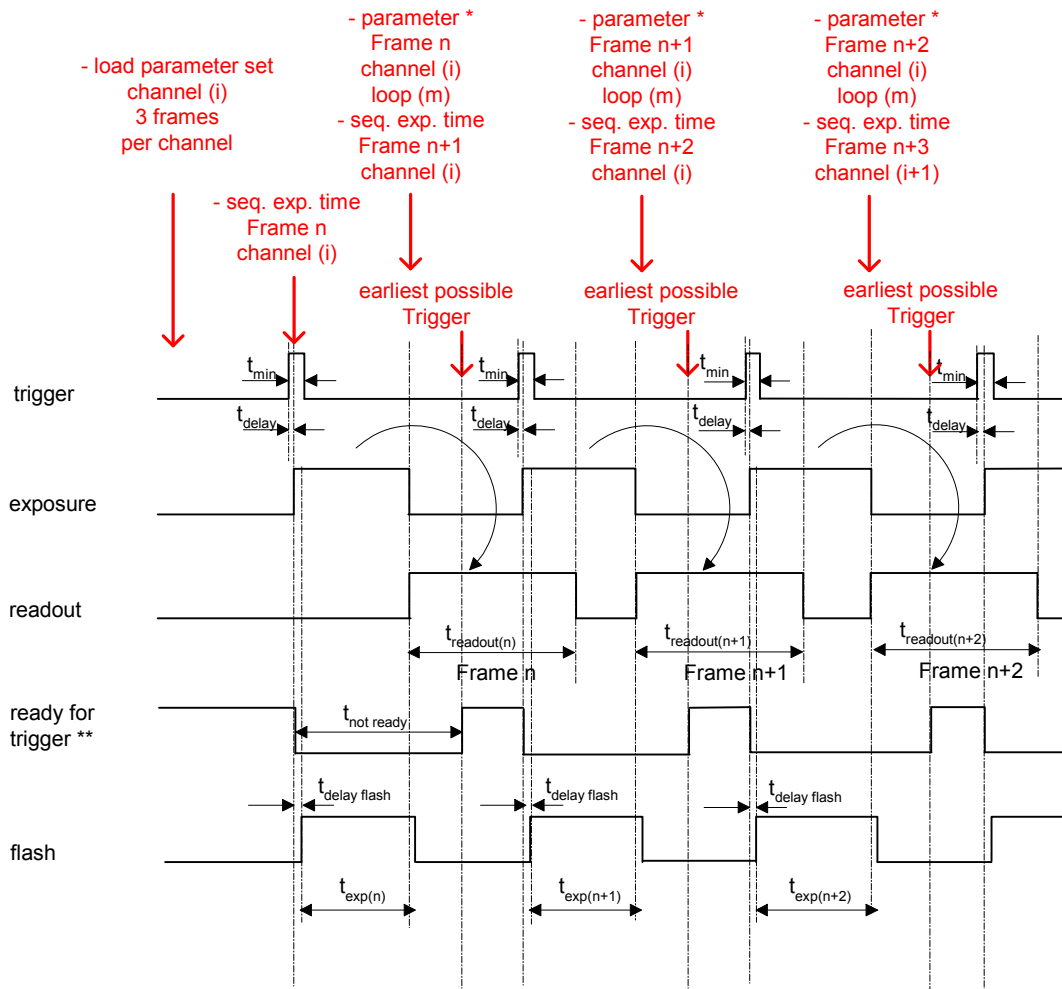 - load parameter set
channel (i)
3 frames
per channel
- seq. exp. time
Frame n
channel (i)
- parameter *
Frame n
channel (i)
loop (m)
- seq. exp. time
Frame n+1
channel (i)
- parameter *
Frame n+1
channel (i)
loop (m)
- seq. exp. time
Frame n+2
channel (i)
- parameter *
Frame n+2
channel (i)
loop (m)
- seq. exp. time
Frame n+3
channel (i+1)
earliest possible
Trigger
earliest possible
Trigger
earliest possible
Trigger
trigger
tmin
tmin
tmin
tmin
tdelay
tdelay
tdelay
tdelay
exposure
readout
treadout(n)
Frame n
treadout(n+1)
Frame n+1
treadout(n+2)
Frame n+2
ready for
trigger **
tnot ready
tdelay flash
tdelay flash
tdelay flash
flash
texp(n)
texp(n+1)
texp(n+2)